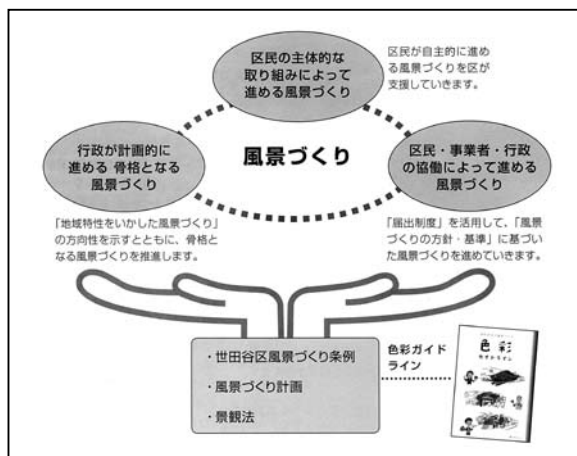 区民の主体的な
取り組みによって
進める風景づくり
区民が自主的に進め
る風景づくりを区が
支援していきます。
行政が計画的に
進める 骨格となる
風景づくり
風景づくり
区民・事業者・行政
の協働によって進める
風景づくり
「地域特性をいかした風景づくり」
の方向性を示すとともに、骨格と
なる風景づくりを推進します。
「届出制度」を活用して、「風景
づくりの方針・基準」に基づい
た風景づくりを進めていきます。
・世田谷区風景づくり条例
・風景づくり計画
・景観法
色彩ガイド
ライン
色彩
ガイドライン